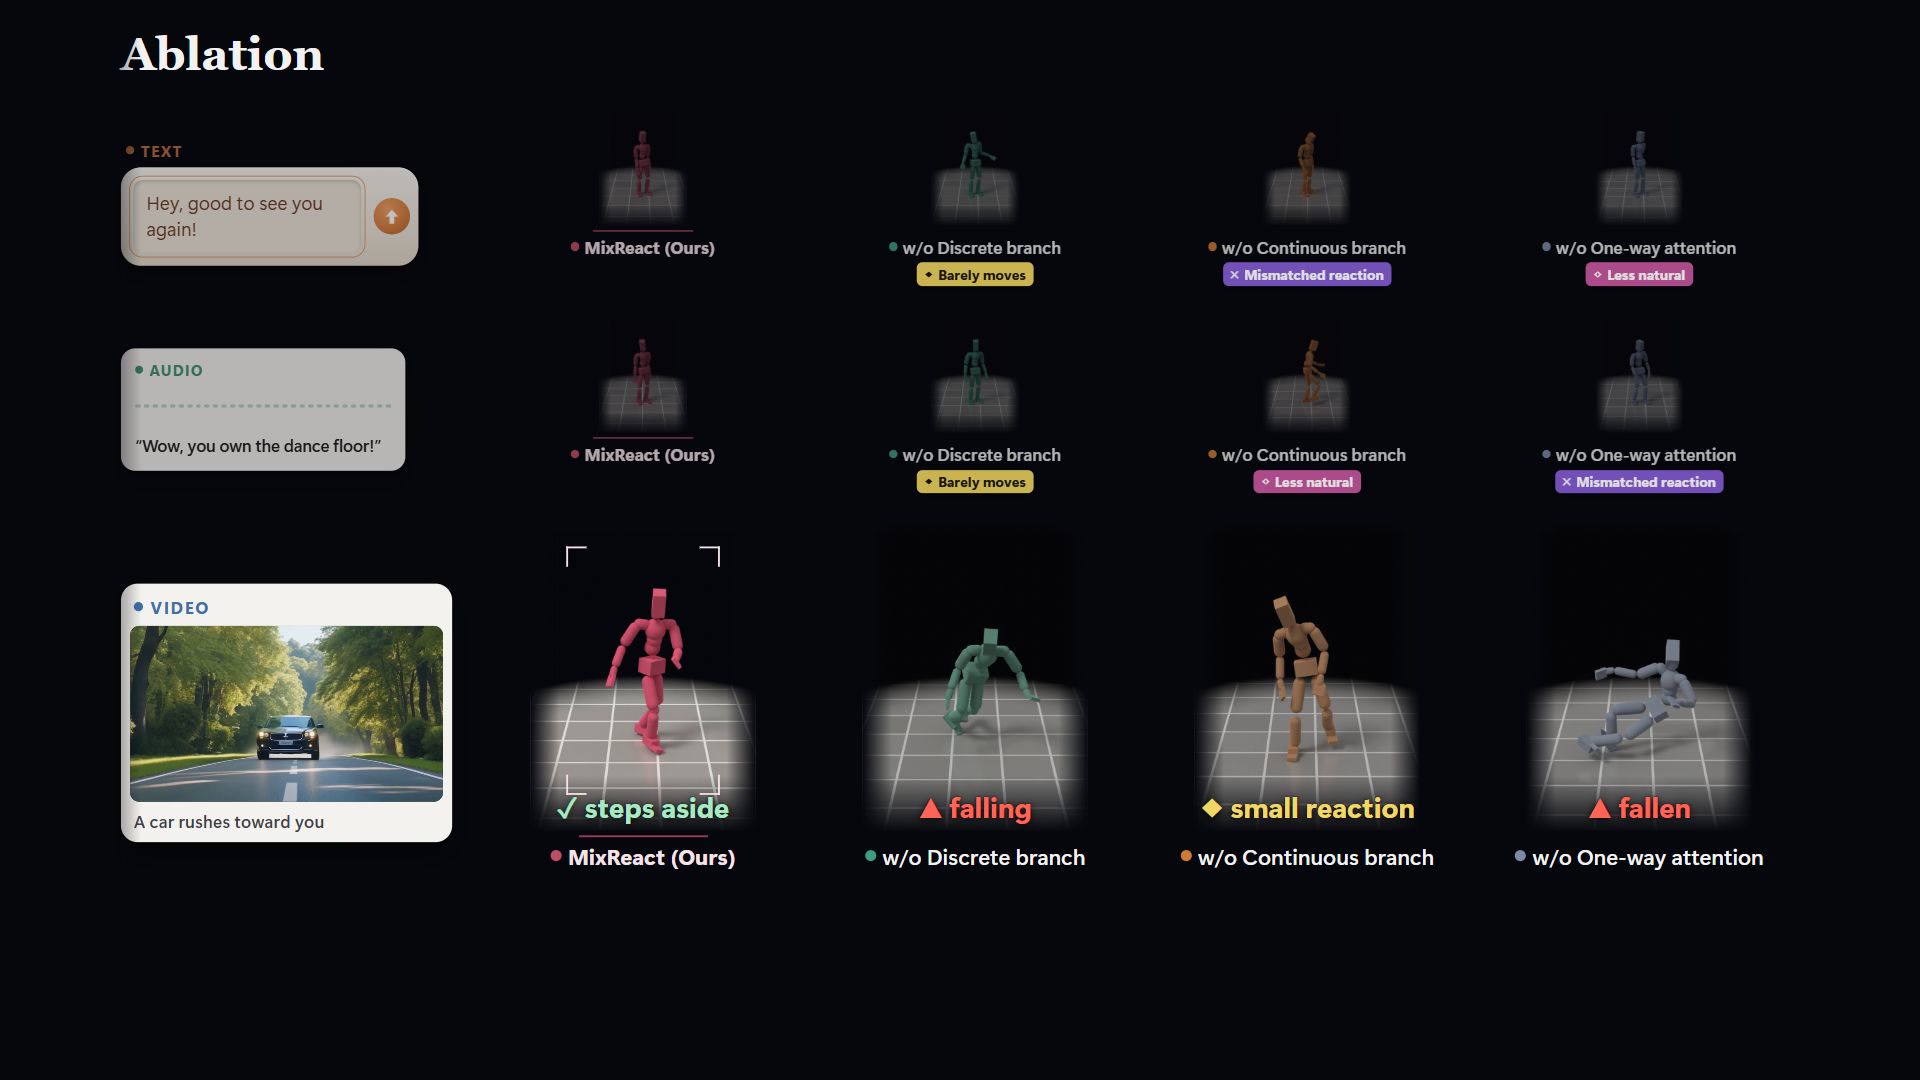 Ablation
TEXT
Hey, good to see you
again!
MixReact (Ours)
w/o Discrete branch
Barely moves
w/o Continuous branch
Mismatched reaction
w/o One-way attention
Less natural
AUDIO
“Wow, you own the dance floor!”
MixReact (Ours)
w/o Discrete branch
Barely moves
w/o Continuous branch
Less natural
w/o One-way attention
Mismatched reaction
VIDEO
A car rushes toward you
steps aside
MixReact (Ours)
falling
w/o Discrete branch
small reaction
w/o Continuous branch
fallen
w/o One-way attention